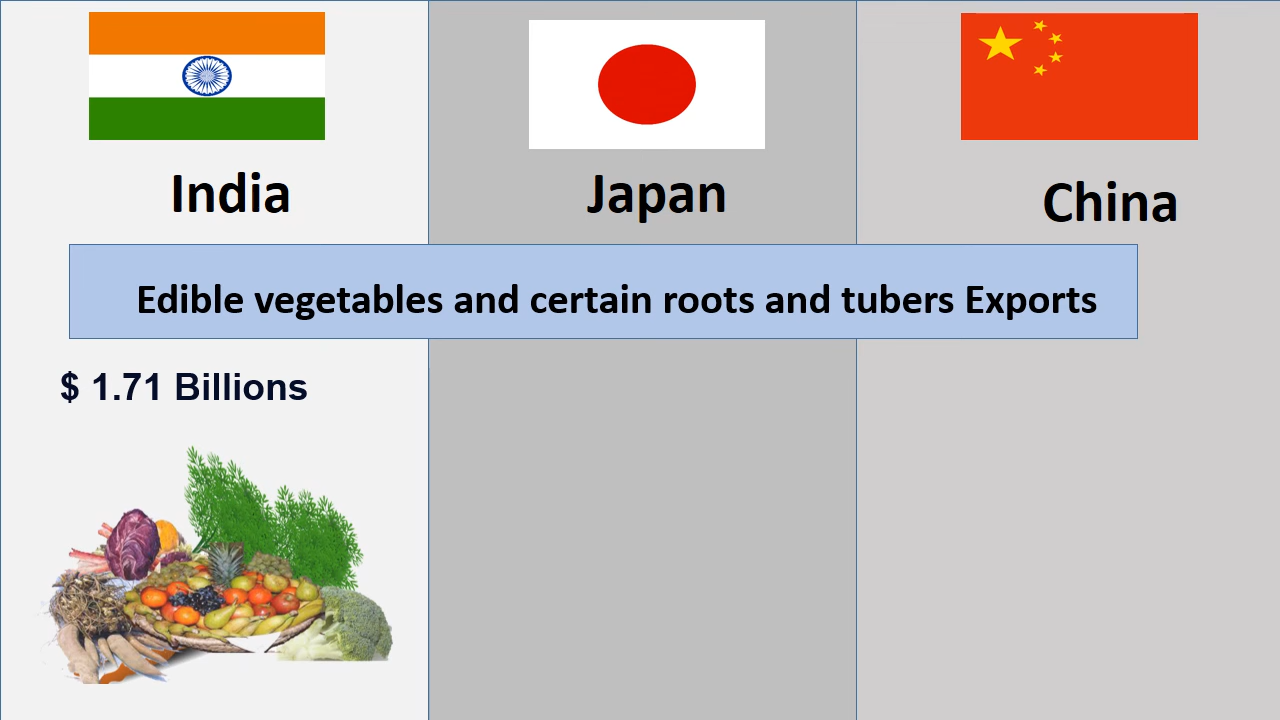 India
Japan
China
Edible vegetables and certain roots and tubers Exports
$ 1.71 Billions